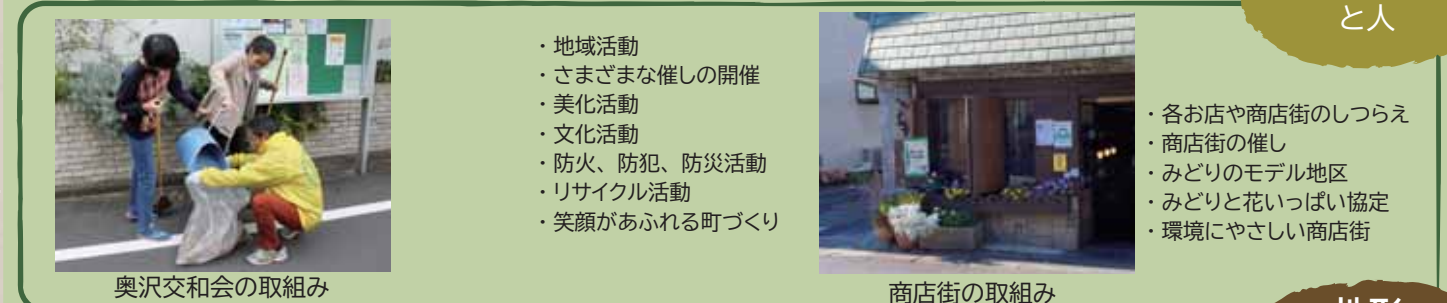 と人
・地域活動
・さまざまな催しの開催
・美化活動
・文化活動
・防火、防犯、防災活動
・リサイクル活動
・笑顔があふれる町づくり
奥沢交和会の取組み
・各お店や商店街のしつらえ
・商店街の催し
・みどりのモデル地区
・みどりと花いっぱい協定
・環境にやさしい商店街
商店街の取組み